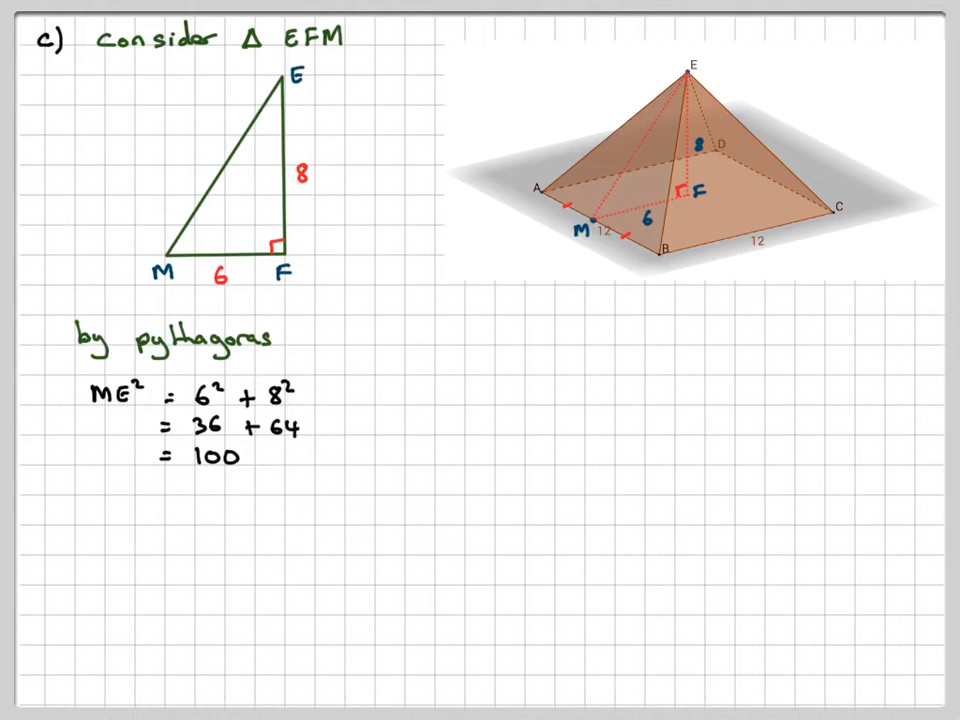 c) Consider Δ EFM
E
8
M
6
F
by pythagoras
ME² = 6² + 8²
= 36 + 64
= 100
E
8
D
A
F
6
M
12
C
B
12